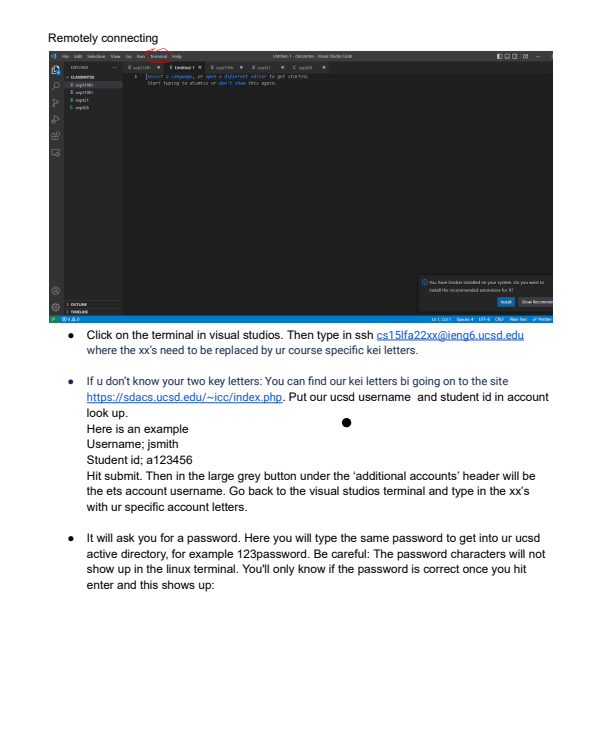 Remotely connecting
File Edit Selection View Go Run Terminal Help
Untitled-1 - classnotes - Visual Studio Code
EXPLORER
CLASSNOTES
sept14th
sept19th
sept21
sept26
OUTLINE
TIMELINE
sept14th Untitled-1 sept19th sept21 sept26
1 Select a language, or open a different editor to get started.
Start typing to dismiss or don't show this again.
You have Docker installed on your system. Do you want to
install the recommended extensions for it?
Install Show Recommen
0 0 Ln 1, Col 1 Spaces: 4 UTF-8 CRLF Plain Text Prettier
● Click on the terminal in visual studios. Then type in ssh cs15lfa22xx@ieng6.ucsd.edu
where the xx's need to be replaced by ur course specific kei letters.
● If u don't know your two key letters: You can find our kei letters bi going on to the site
https://sdacs.ucsd.edu/~icc/index.php. Put our ucsd username and student id in account
look up.
Here is an example
Username; jsmith
Student id; a123456
Hit submit. Then in the large grey button under the 'additional accounts' header will be
the ets account username. Go back to the visual studios terminal and type in the xx's
with ur specific account letters.
● It will ask you for a password. Here you will type the same password to get into ur ucsd
active directory, for example 123password. Be careful: The password characters will not
show up in the linux terminal. You'll only know if the password is correct once you hit
enter and this shows up: